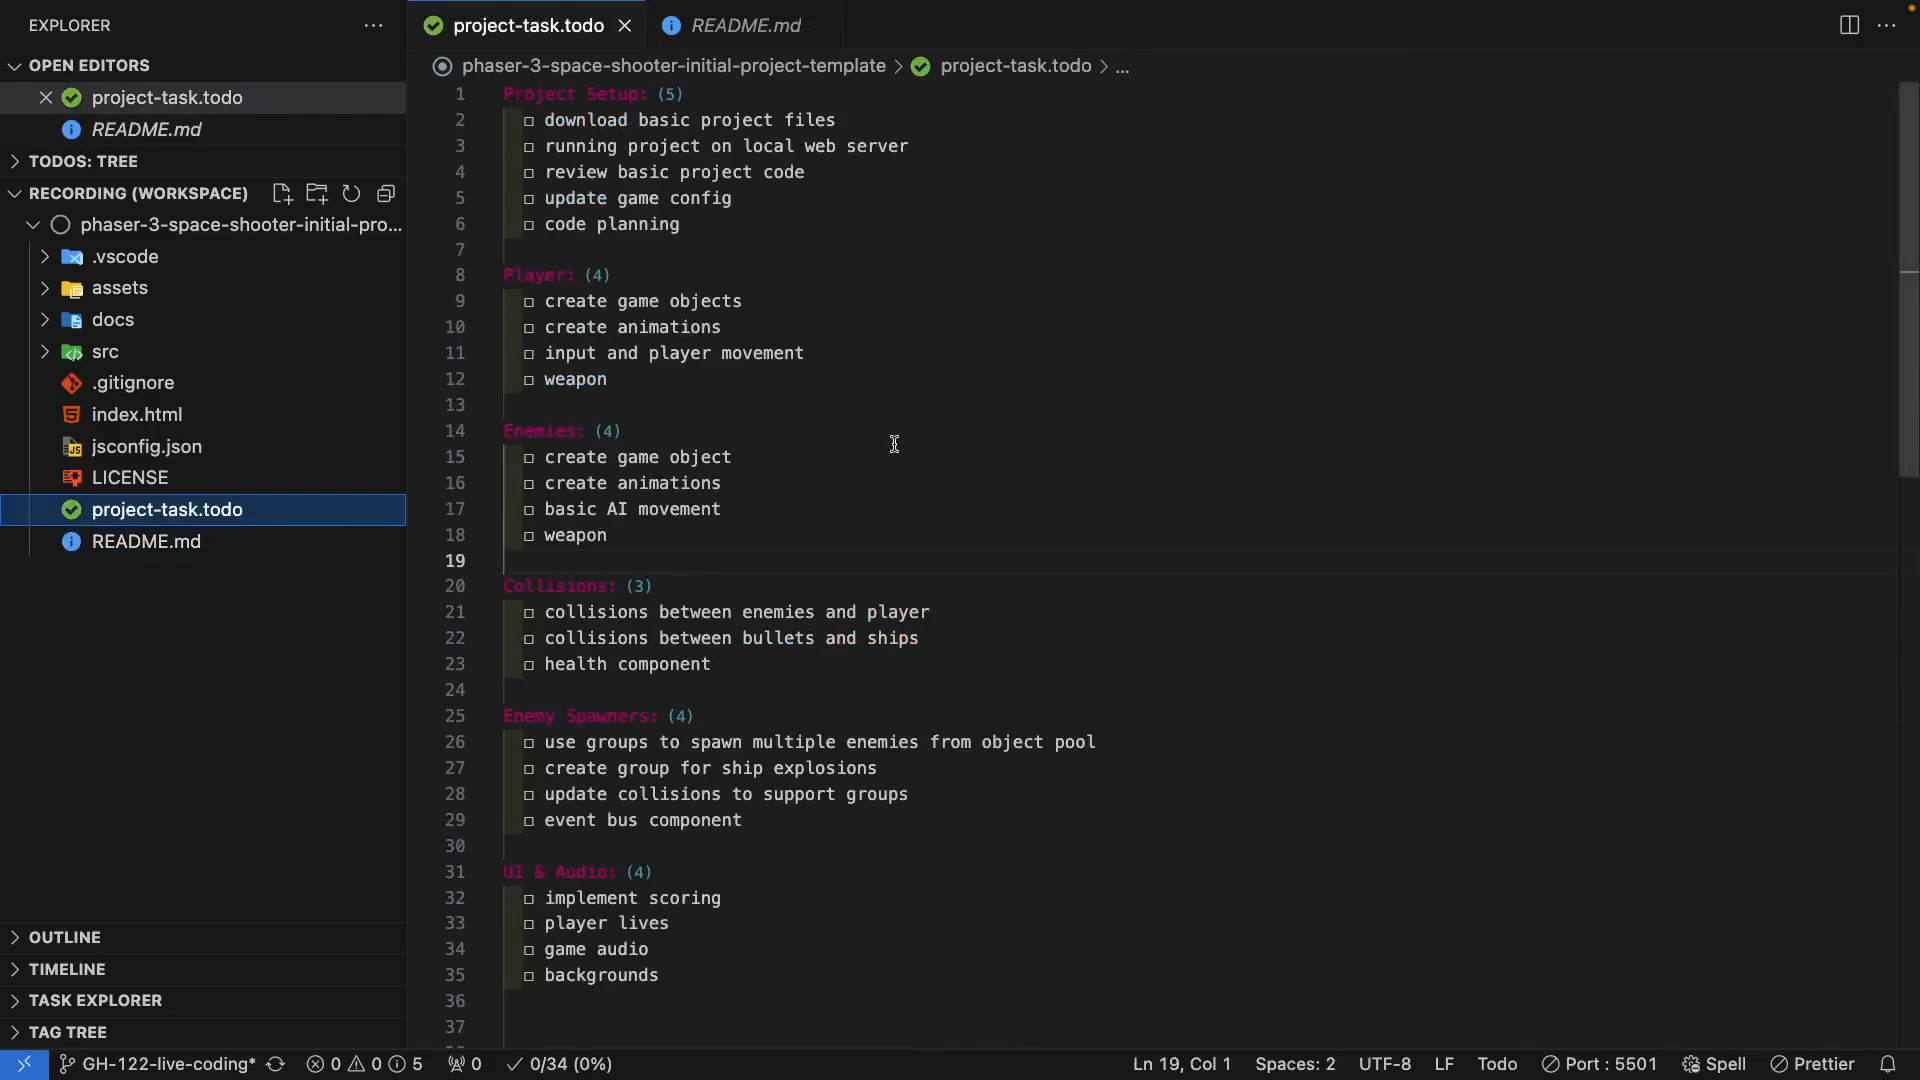 EXPLORER
OPEN EDITORS
project-task.todo
README.md
TODOS: TREE
RECORDING (WORKSPACE)
phaser-3-space-shooter-initial-pro...
.vscode
assets
docs
src
.gitignore
index.html
jsconfig.json
LICENSE
project-task.todo
README.md
OUTLINE
TIMELINE
TASK EXPLORER
TAG TREE
project-task.todo
README.md
phaser-3-space-shooter-initial-project-template > project-task.todo > ...
1 Project Setup: (5)
2 download basic project files
3 running project on local web server
4 review basic project code
5 update game config
6 code planning
7
8 Player: (4)
9 create game objects
10 create animations
11 input and player movement
12 weapon
13
14 Enemies: (4)
15 create game object
16 create animations
17 basic AI movement
18 weapon
19
20 Collisions: (3)
21 collisions between enemies and player
22 collisions between bullets and ships
23 health component
24
25 Enemy Spawners: (4)
26 use groups to spawn multiple enemies from object pool
27 create group for ship explosions
28 update collisions to support groups
29 event bus component
30
31 UI & Audio: (4)
32 implement scoring
33 player lives
34 game audio
35 backgrounds
36
37
GH-122-live-coding* 0 0 5 0 0/34 (0%) Ln 19, Col 1 Spaces: 2 UTF-8 LF Todo Port : 5501 Spell Prettier